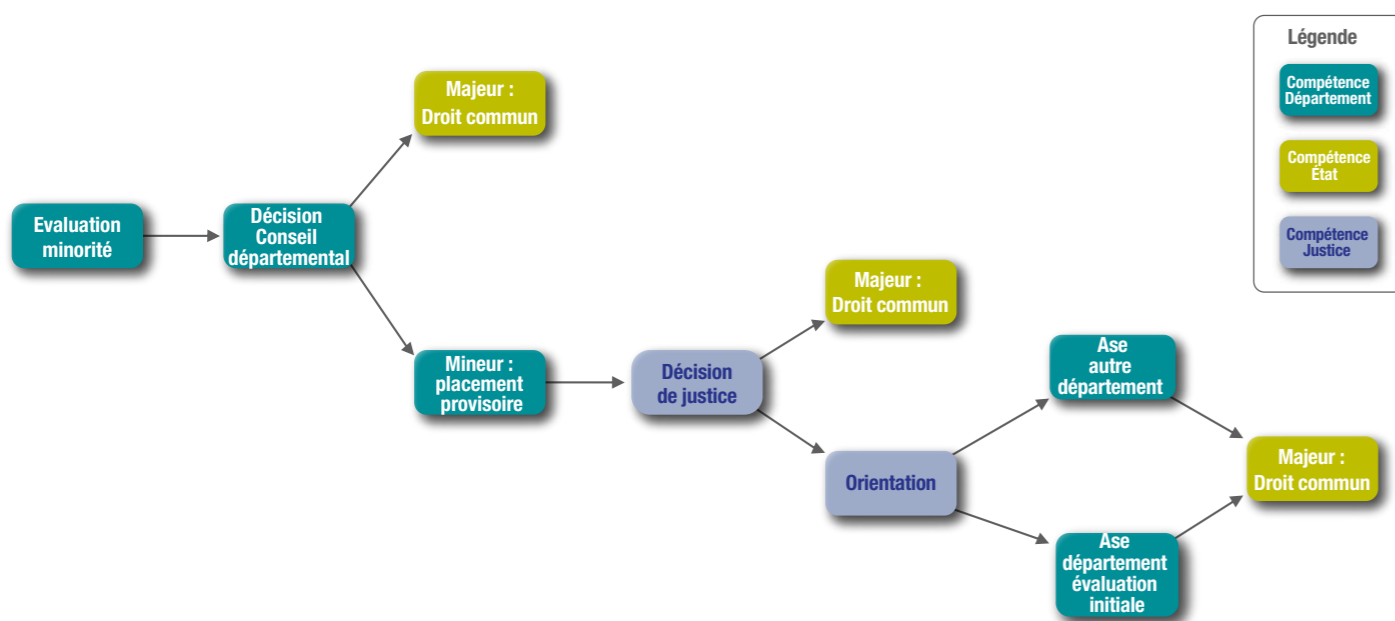 Légende
Compétence
Département
Compétence
État
Compétence
Justice
Majeur :
Droit commun
Evaluation
minorité
Décision
Conseil
départemental
Mineur :
placement
provisoire
Décision
de justice
Majeur :
Droit commun
Orientation
Ase
autre
département
Ase
département
évaluation
initiale
Majeur :
Droit commun